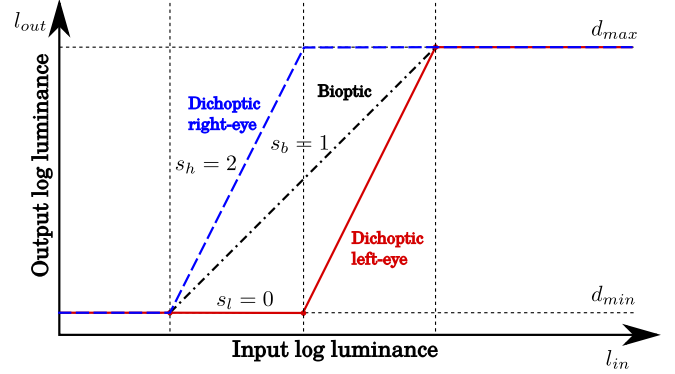 l_out
d_max
Dichoptic
right-eye
Bioptic
s_b = 1
s_h = 2
Output log luminance
Dichoptic
left-eye
s_l = 0
d_min
Input log luminance
l_in